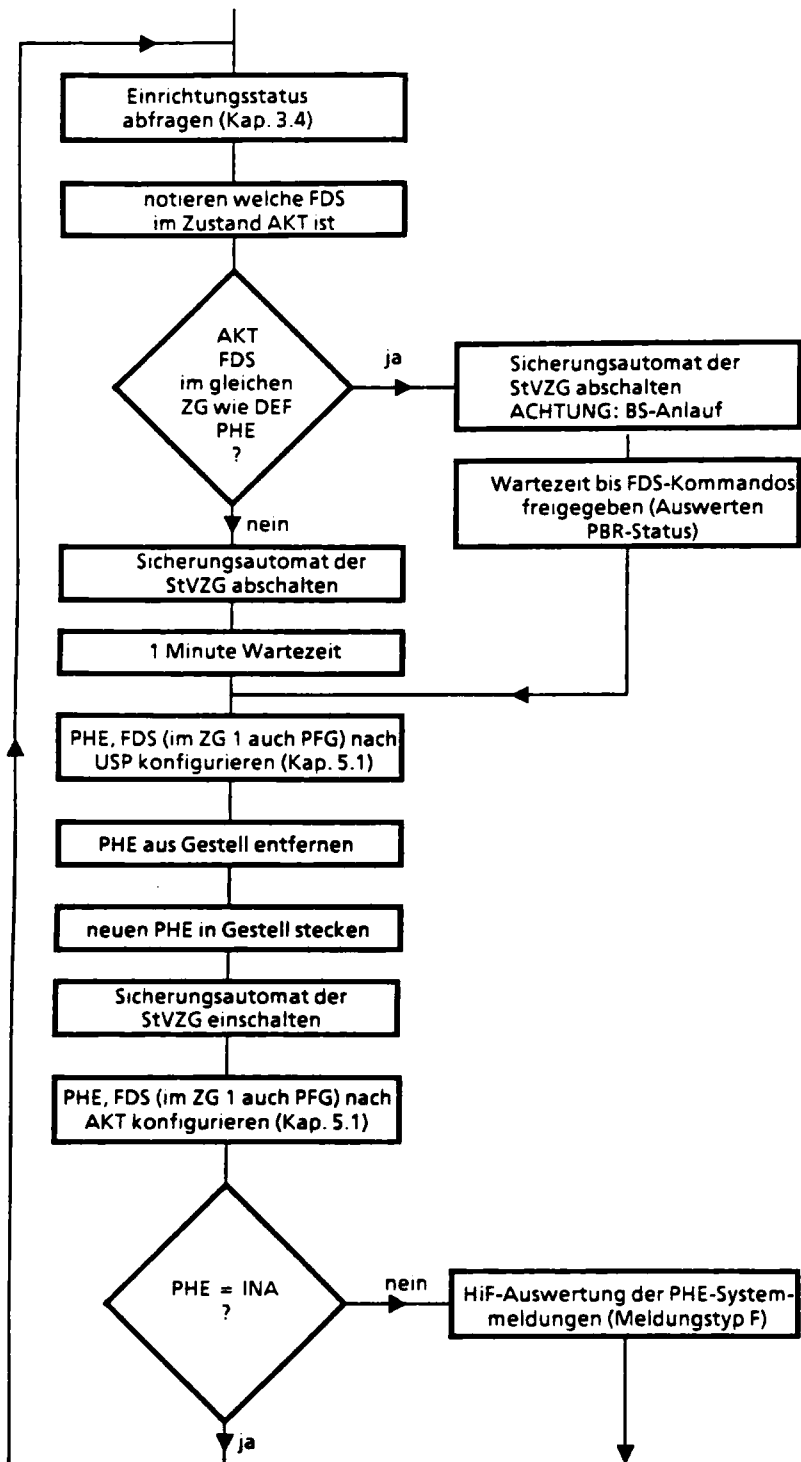 Einrichtungsstatus
abfragen (Kap. 3.4)
notieren welche FDS
im Zustand AKT ist
AKT
FDS
im gleichen
ZG wie DEF
PHE
?
ja
Sicherungsautomat der
StVZG abschalten
ACHTUNG: BS-Anlauf
Wartezeit bis FDS-Kommandos
freigegeben (Auswerten
PBR-Status)
nein
Sicherungsautomat der
StVZG abschalten
1 Minute Wartezeit
PHE, FDS (im ZG 1 auch PFG) nach
USP konfigurieren (Kap. 5.1)
PHE aus Gestell entfernen
neuen PHE in Gestell stecken
Sicherungsautomat der
StVZG einschalten
PHE, FDS (im ZG 1 auch PFG) nach
AKT konfigurieren (Kap. 5.1)
PHE = INA
?
nein
HiF-Auswertung der PHE-System-
meldungen (Meldungstyp F)
ja